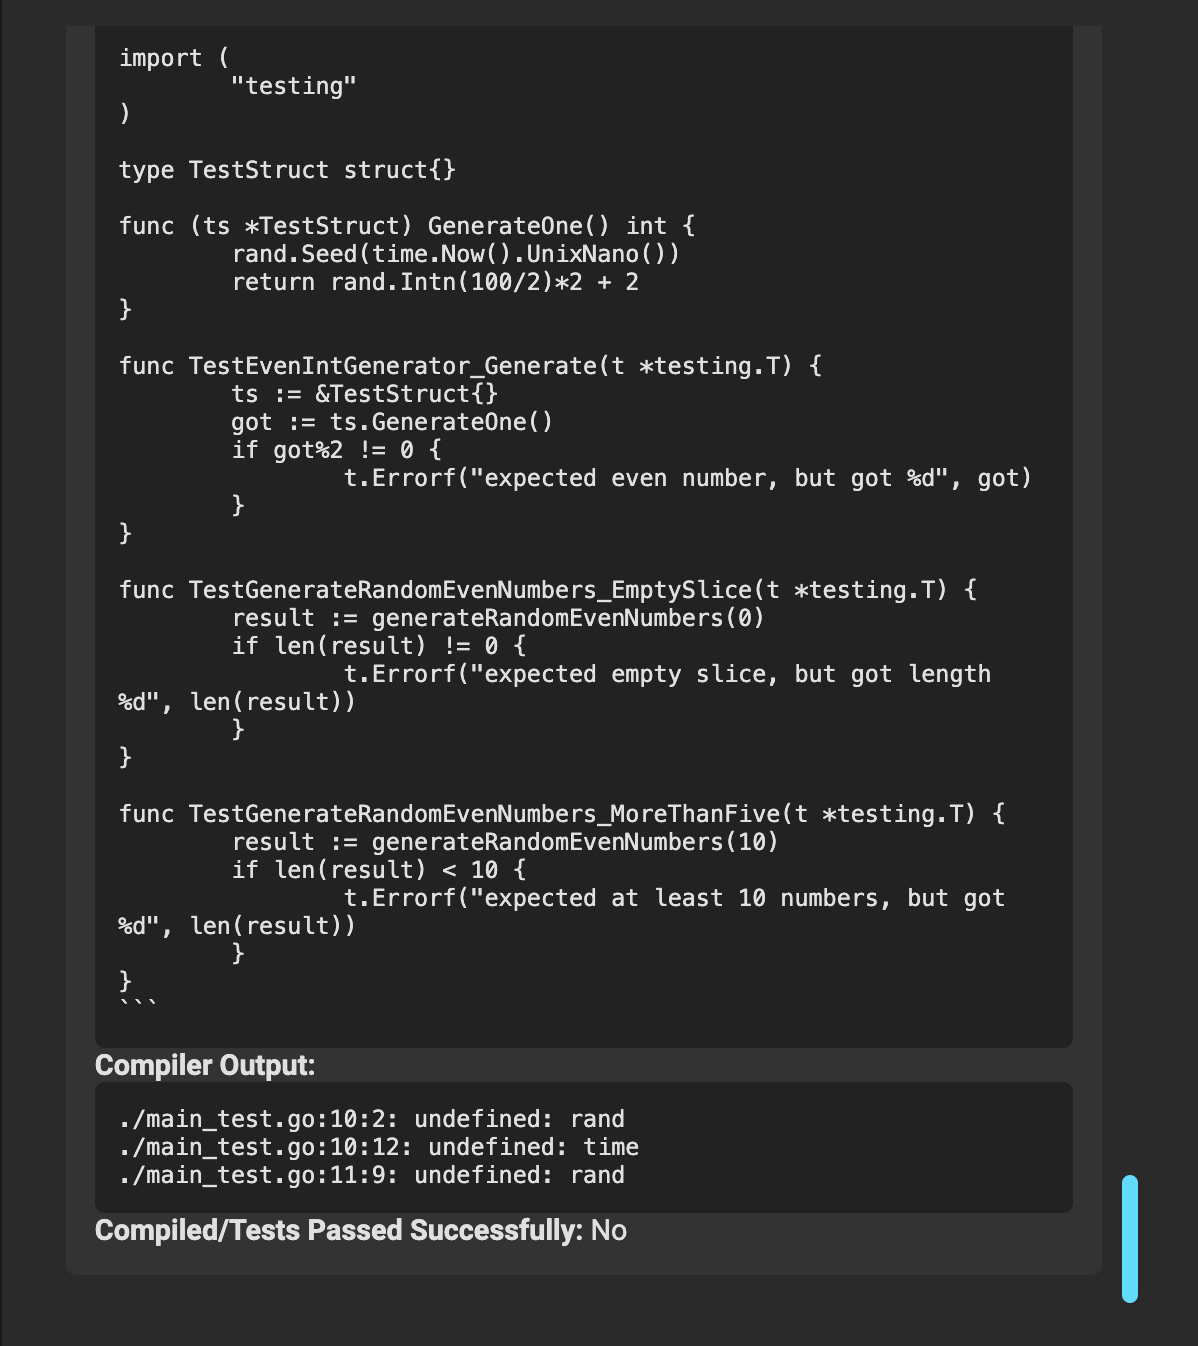 import (
        "testing"
)

type TestStruct struct{}

func (ts *TestStruct) GenerateOne() int {
        rand.Seed(time.Now().UnixNano())
        return rand.Intn(100/2)*2 + 2
}

func TestEvenIntGenerator_Generate(t *testing.T) {
        ts := &TestStruct{}
        got := ts.GenerateOne()
        if got%2 != 0 {
                t.Errorf("expected even number, but got %d", got)
        }
}

func TestGenerateRandomEvenNumbers_EmptySlice(t *testing.T) {
        result := generateRandomEvenNumbers(0)
        if len(result) != 0 {
                t.Errorf("expected empty slice, but got length
%d", len(result))
        }
}

func TestGenerateRandomEvenNumbers_MoreThanFive(t *testing.T) {
        result := generateRandomEvenNumbers(10)
        if len(result) < 10 {
                t.Errorf("expected at least 10 numbers, but got
%d", len(result))
        }
}
```
Compiler Output:
./main_test.go:10:2: undefined: rand
./main_test.go:10:12: undefined: time
./main_test.go:11:9: undefined: rand
Compiled/Tests Passed Successfully: No